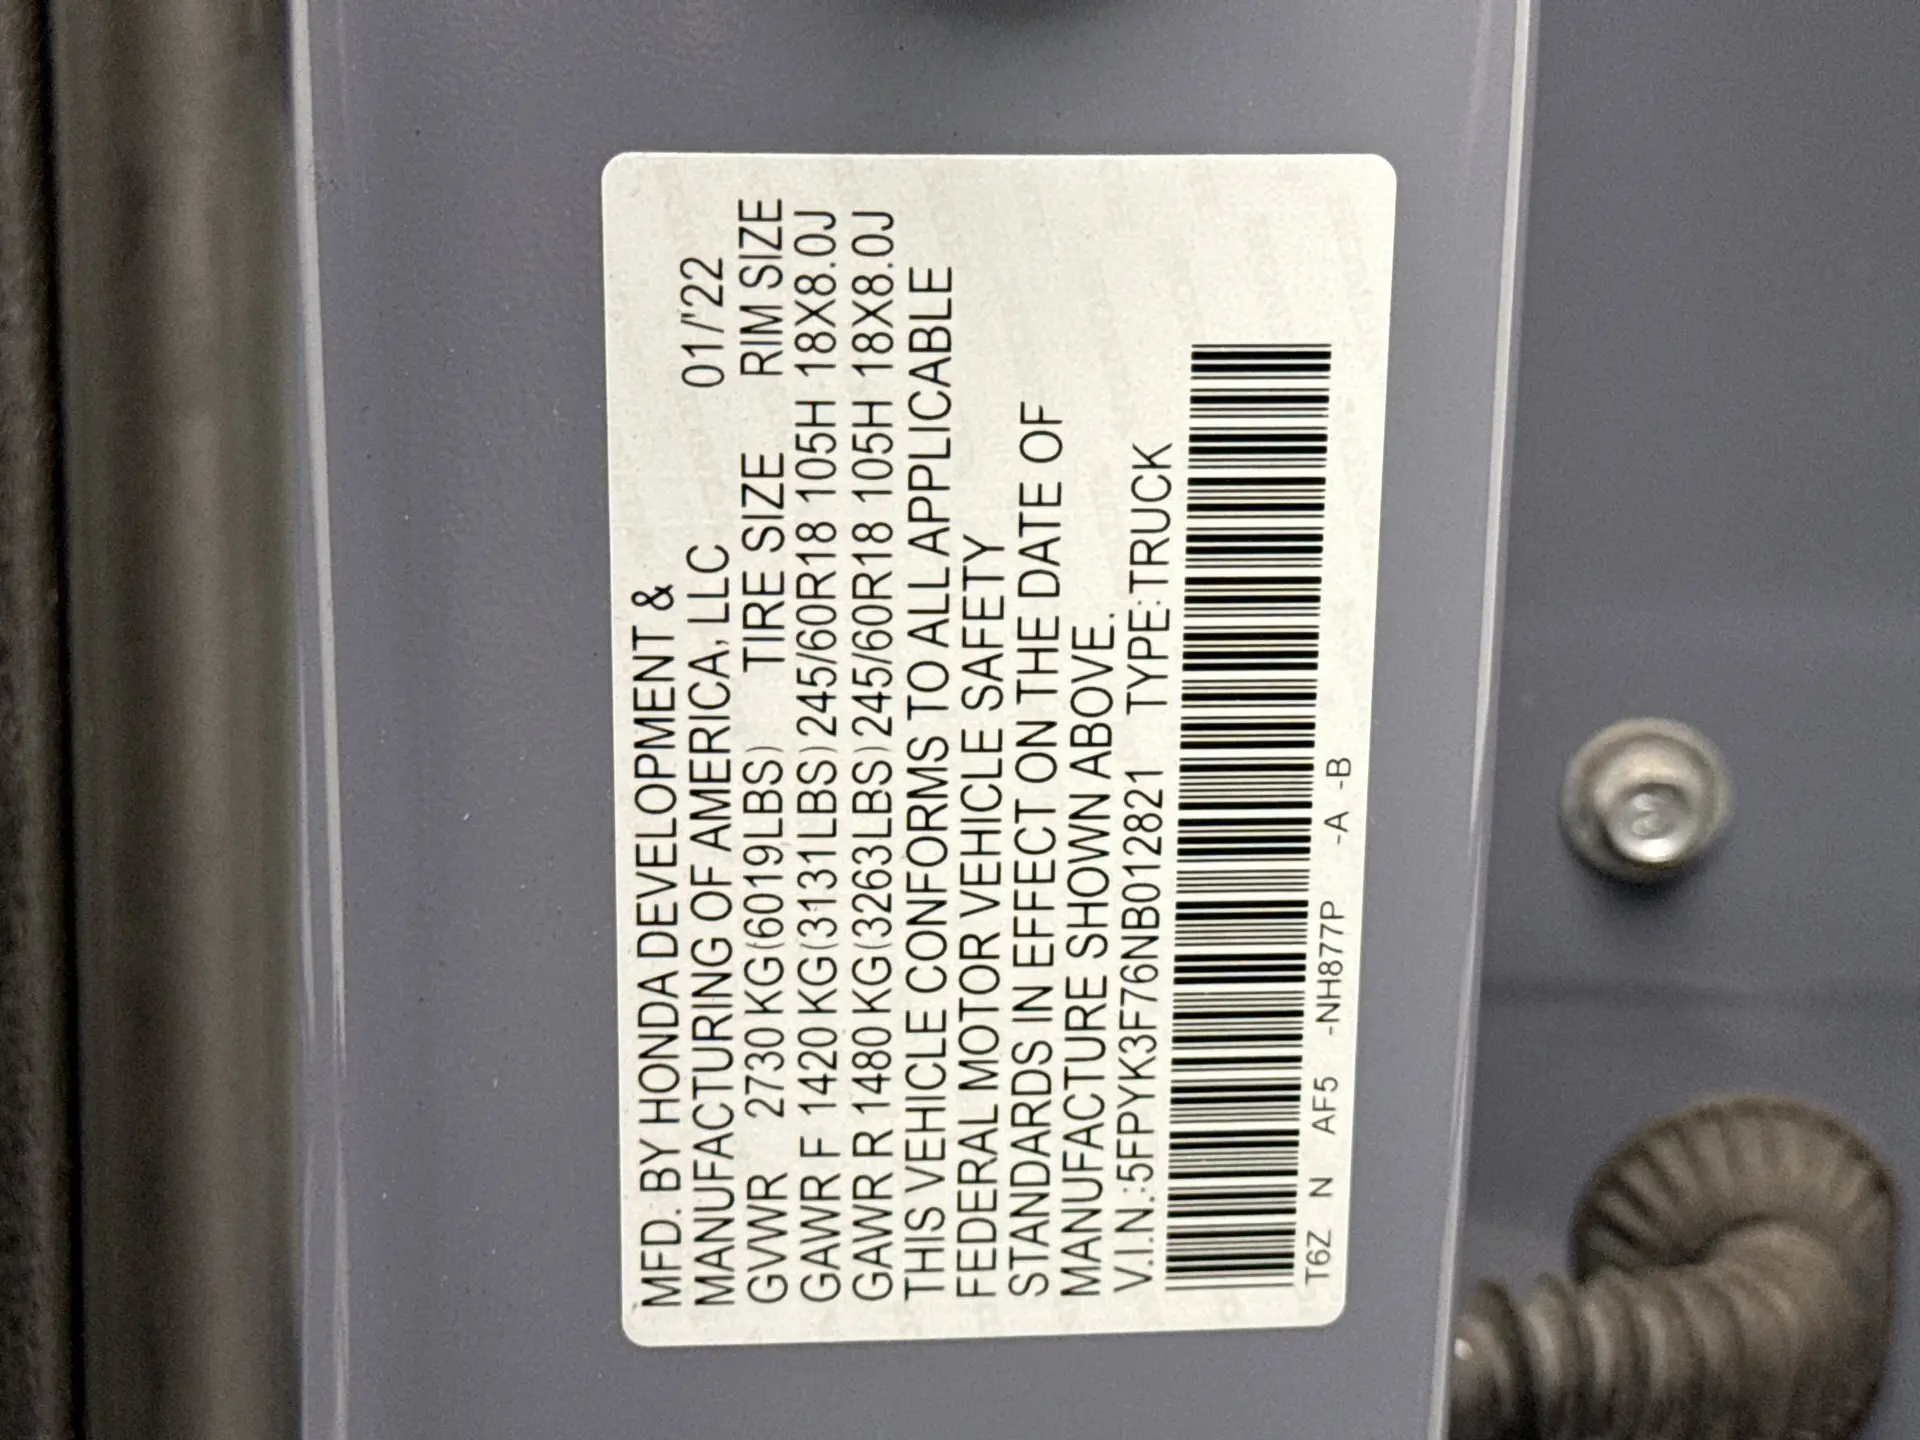 MFD. BY HONDA DEVELOPMENT &
MANUFACTURING OF AMERICA, LLC 01/'22
GVWR 2730KG(6019LBS) TIRE SIZE RIM SIZE
GAWR F 1420KG(3131LBS)245/60R18 105H 18X8.0J
GAWR R 1480KG(3263LBS)245/60R18 105H 18X8.0J
THIS VEHICLE CONFORMS TO ALL APPLICABLE
FEDERAL MOTOR VEHICLE SAFETY
STANDARDS IN EFFECT ON THE DATE OF
MANUFACTURE SHOWN ABOVE.
V.I.N.:5FPYK3F76NB012821 TYPE:TRUCK
T6Z N AF5 -NH877P -A -B